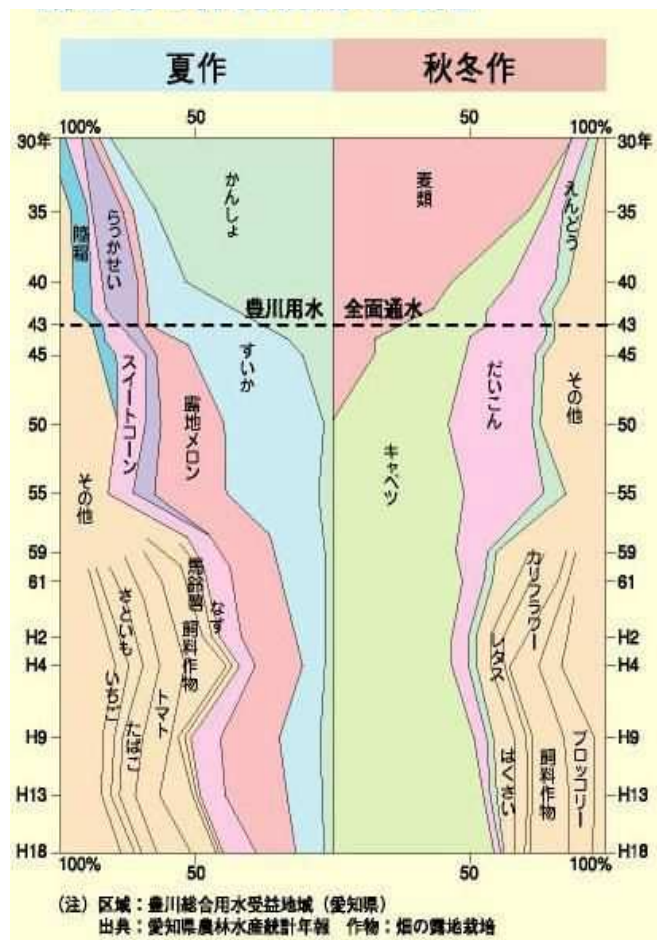 夏作
秋冬作
100%
50
50
100%
30年
30年
35
35
40
40
43
43
45
45
50
50
55
55
59
59
61
61
H2
H2
H4
H4
H9
H9
H13
H13
H18
H18
かんしょ
麦類
えんどう
陸稲
らっかせい
豊川用水
全面通水
すいか
スイートコーン
露地メロン
だいこん
その他
キャベツ
その他
馬鈴薯
なす
飼料作物
さといも
いちご
たばこ
トマト
カリフラワー
レタス
はくさい
飼料作物
ブロッコリー
100%
50
50
100%
(注) 区域：豊川総合用水受益地域（愛知県）
出典：愛知県農林水産統計年報 作物：畑の露地栽培